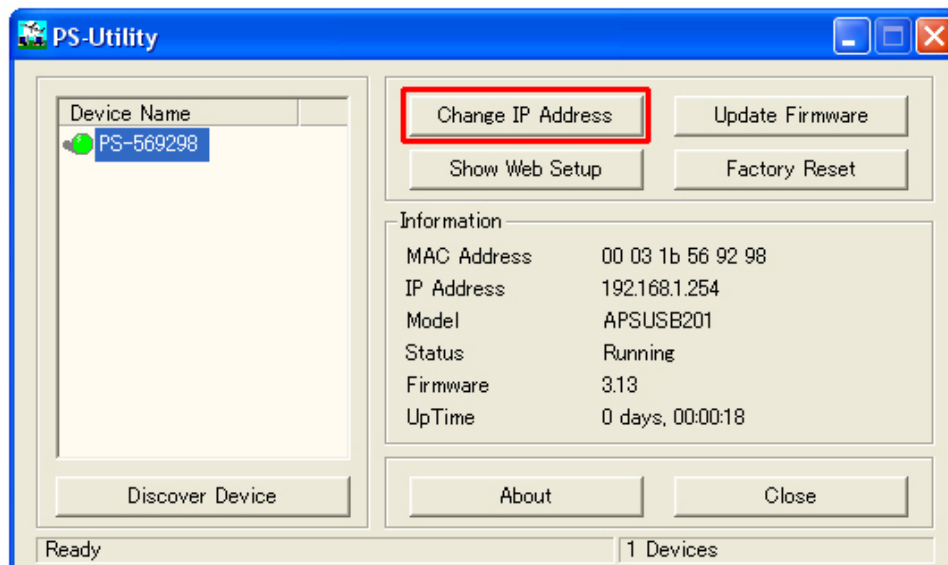 PS-Utility
Device Name
PS-569298
Discover Device
Change IP Address
Update Firmware
Show Web Setup
Factory Reset
Information
MAC Address 00 03 1b 56 92 98
IP Address 192.168.1.254
Model APSUSB201
Status Running
Firmware 3.13
UpTime 0 days, 00:00:18
About
Close
Ready
1 Devices